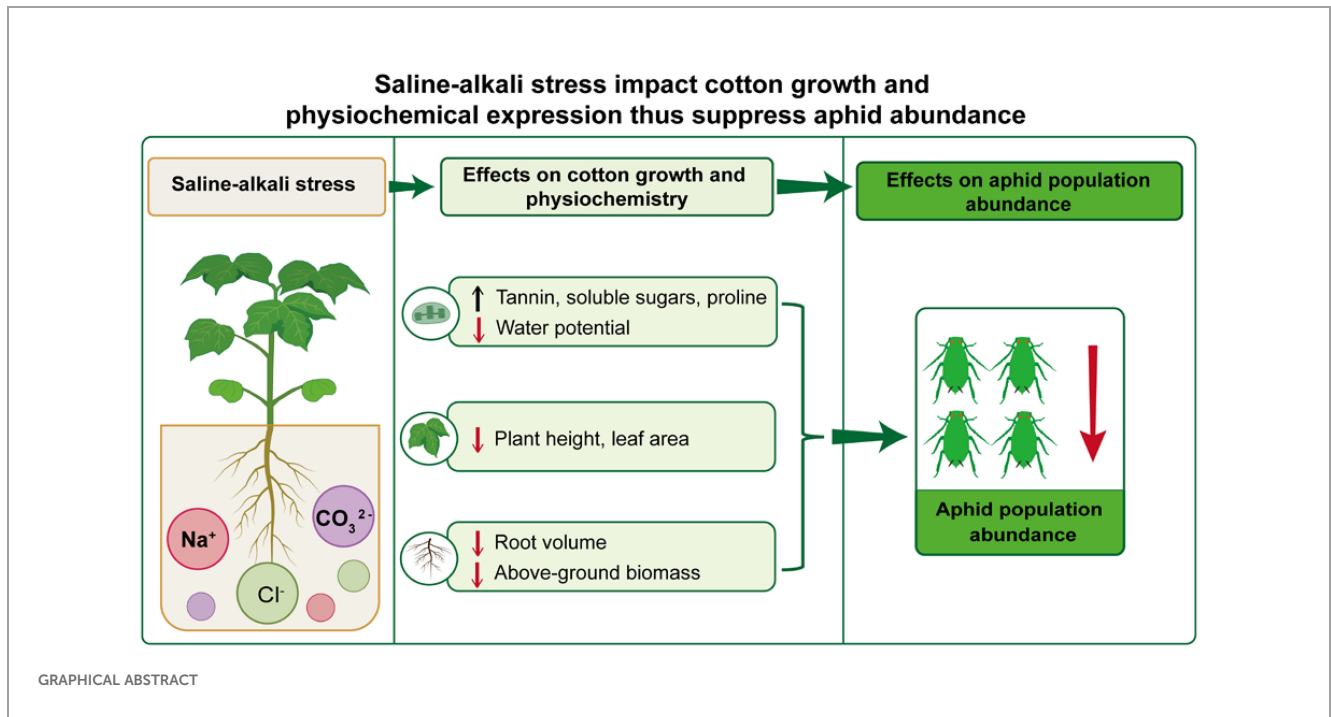 Saline-alkali stress impact cotton growth and
physiochemical expression thus suppress aphid abundance
Saline-alkali stress
Effects on cotton growth and
physiochemistry
Effects on aphid population
abundance
↑ Tannin, soluble sugars, proline
↓ Water potential
↓ Plant height, leaf area
↓ Root volume
↓ Above-ground biomass
Na⁺
CO₃²⁻
Cl⁻
Aphid population
abundance
GRAPHICAL ABSTRACT